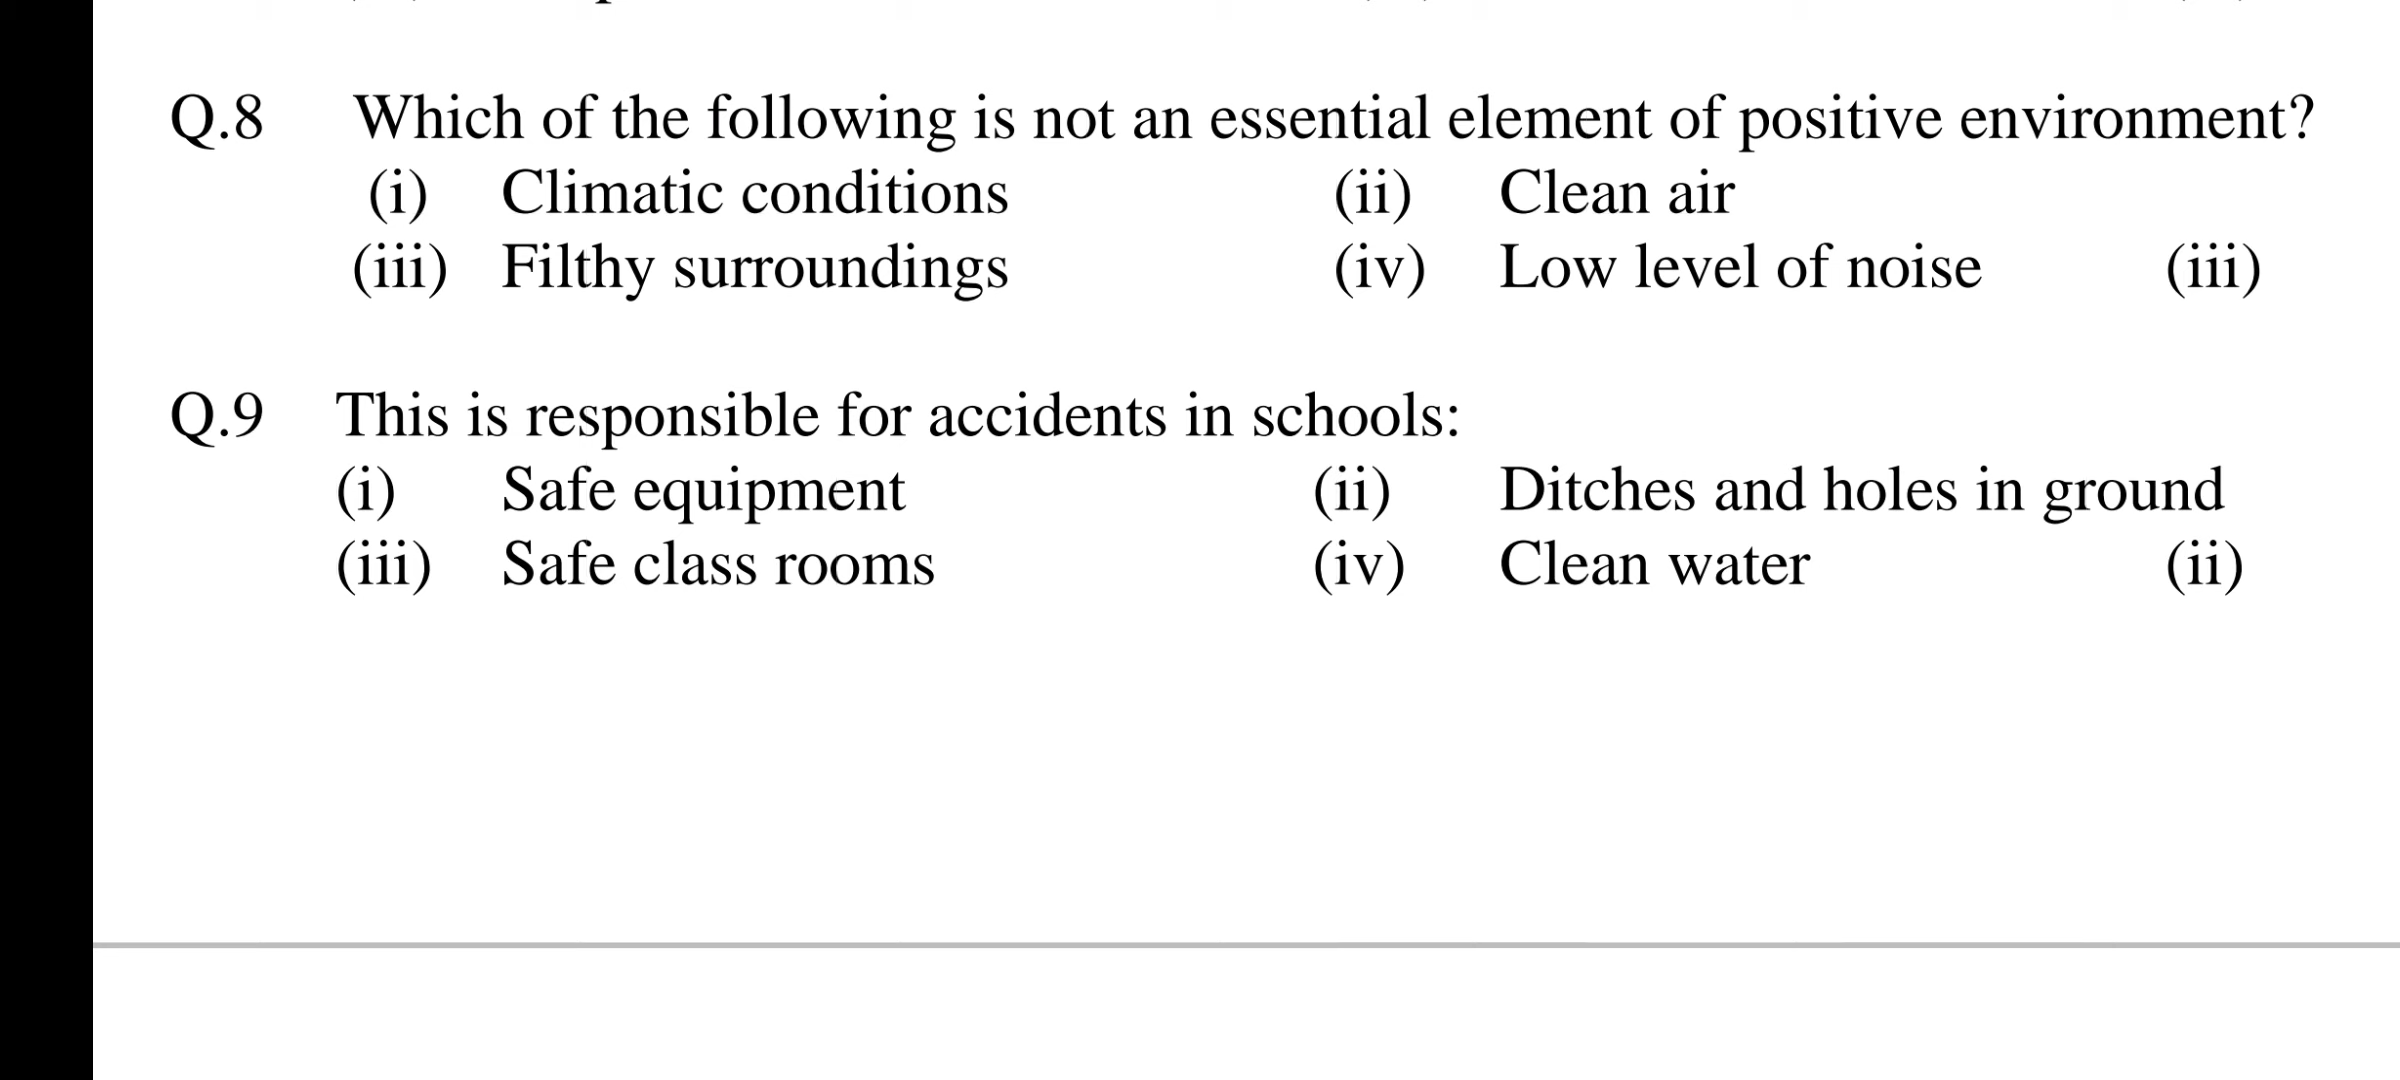 Q.8 Which of the following is not an essential element of positive environment?
(i) Climatic conditions (ii) Clean air
(iii) Filthy surroundings (iv) Low level of noise (iii)
Q.9 This is responsible for accidents in schools:
(i) Safe equipment (ii) Ditches and holes in ground
(iii) Safe class rooms (iv) Clean water (ii)